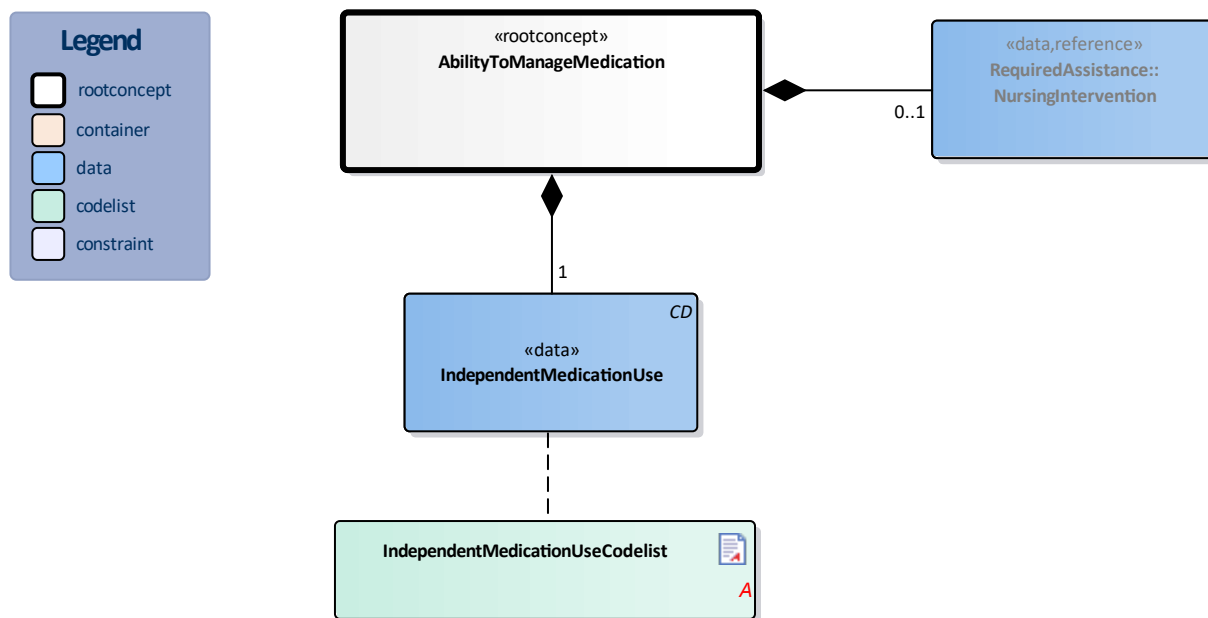 Legend
rootconcept
container
data
codelist
constraint
«rootconcept»
AbilityToManageMedication
«data,reference»
RequiredAssistance::
NursingIntervention
0..1
1
CD
«data»
IndependentMedicationUse
IndependentMedicationUseCodelist
A